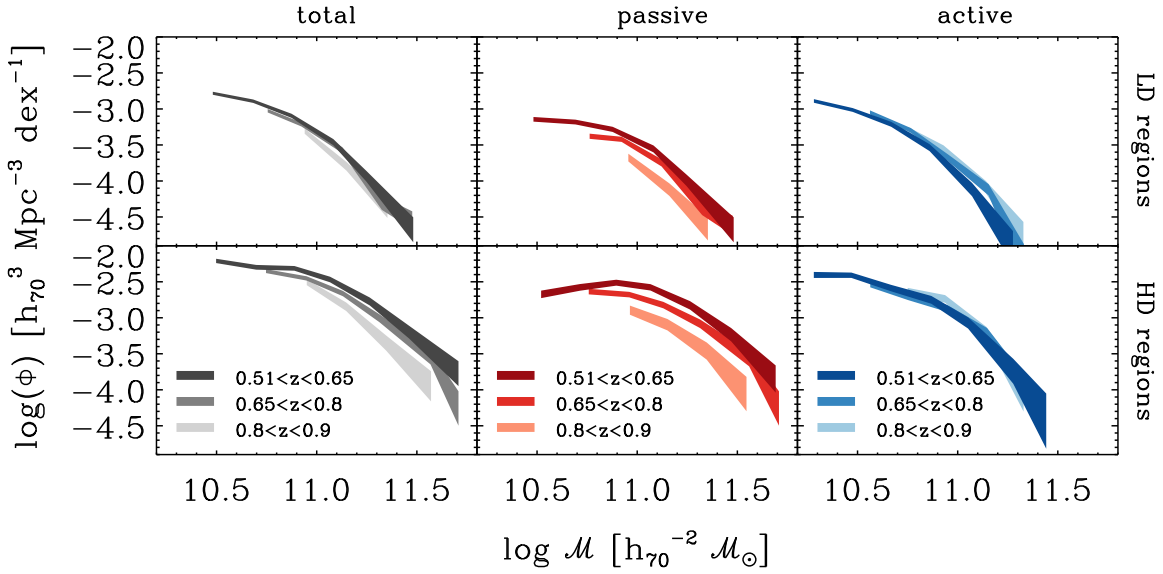 total passive active
log(ϕ) [h₇₀³ Mpc⁻³ dex⁻¹]
−2.0
−2.5
−3.0
−3.5
−4.0
−4.5
LD regions
−2.0
−2.5
−3.0
−3.5
−4.0
−4.5
HD regions
0.51<z<0.65
0.65<z<0.8
0.8<z<0.9
0.51<z<0.65
0.65<z<0.8
0.8<z<0.9
0.51<z<0.65
0.65<z<0.8
0.8<z<0.9
10.5 11.0 11.5 10.5 11.0 11.5 10.5 11.0 11.5
log ℳ [h₇₀⁻² ℳ⊙]